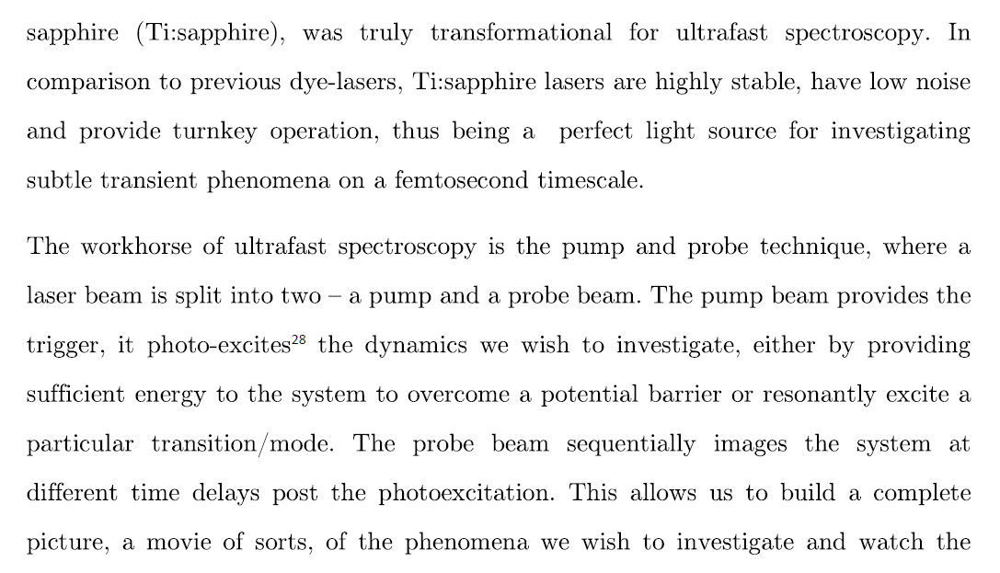 sapphire (Ti:sapphire), was truly transformational for ultrafast spectroscopy. In
comparison to previous dye-lasers, Ti:sapphire lasers are highly stable, have low noise
and provide turnkey operation, thus being a perfect light source for investigating
subtle transient phenomena on a femtosecond timescale.
The workhorse of ultrafast spectroscopy is the pump and probe technique, where a
laser beam is split into two – a pump and a probe beam. The pump beam provides the
trigger, it photo-excites28 the dynamics we wish to investigate, either by providing
sufficient energy to the system to overcome a potential barrier or resonantly excite a
particular transition/mode. The probe beam sequentially images the system at
different time delays post the photoexcitation. This allows us to build a complete
picture, a movie of sorts, of the phenomena we wish to investigate and watch the